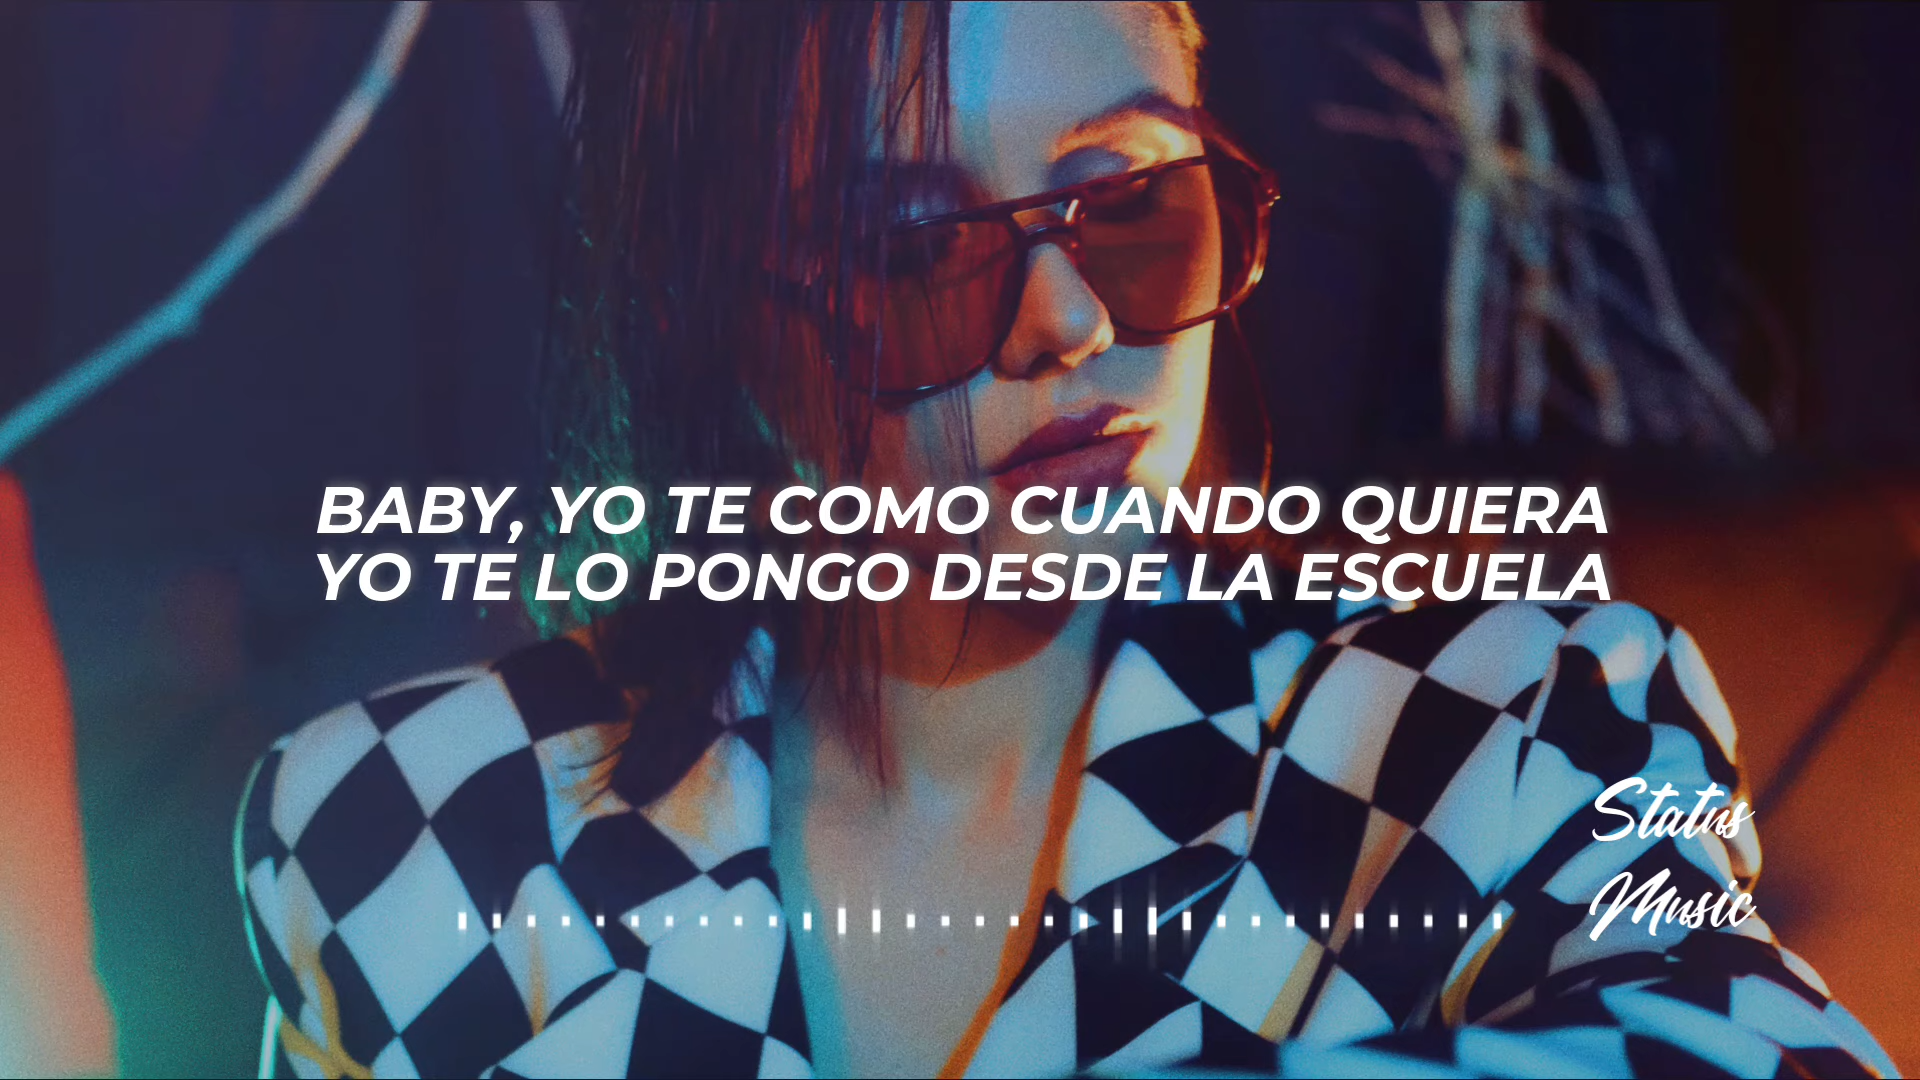 BABY, YO TE COMO CUANDO QUIERA
YO TE LO PONGO DESDE LA ESCUELA
Status
Music